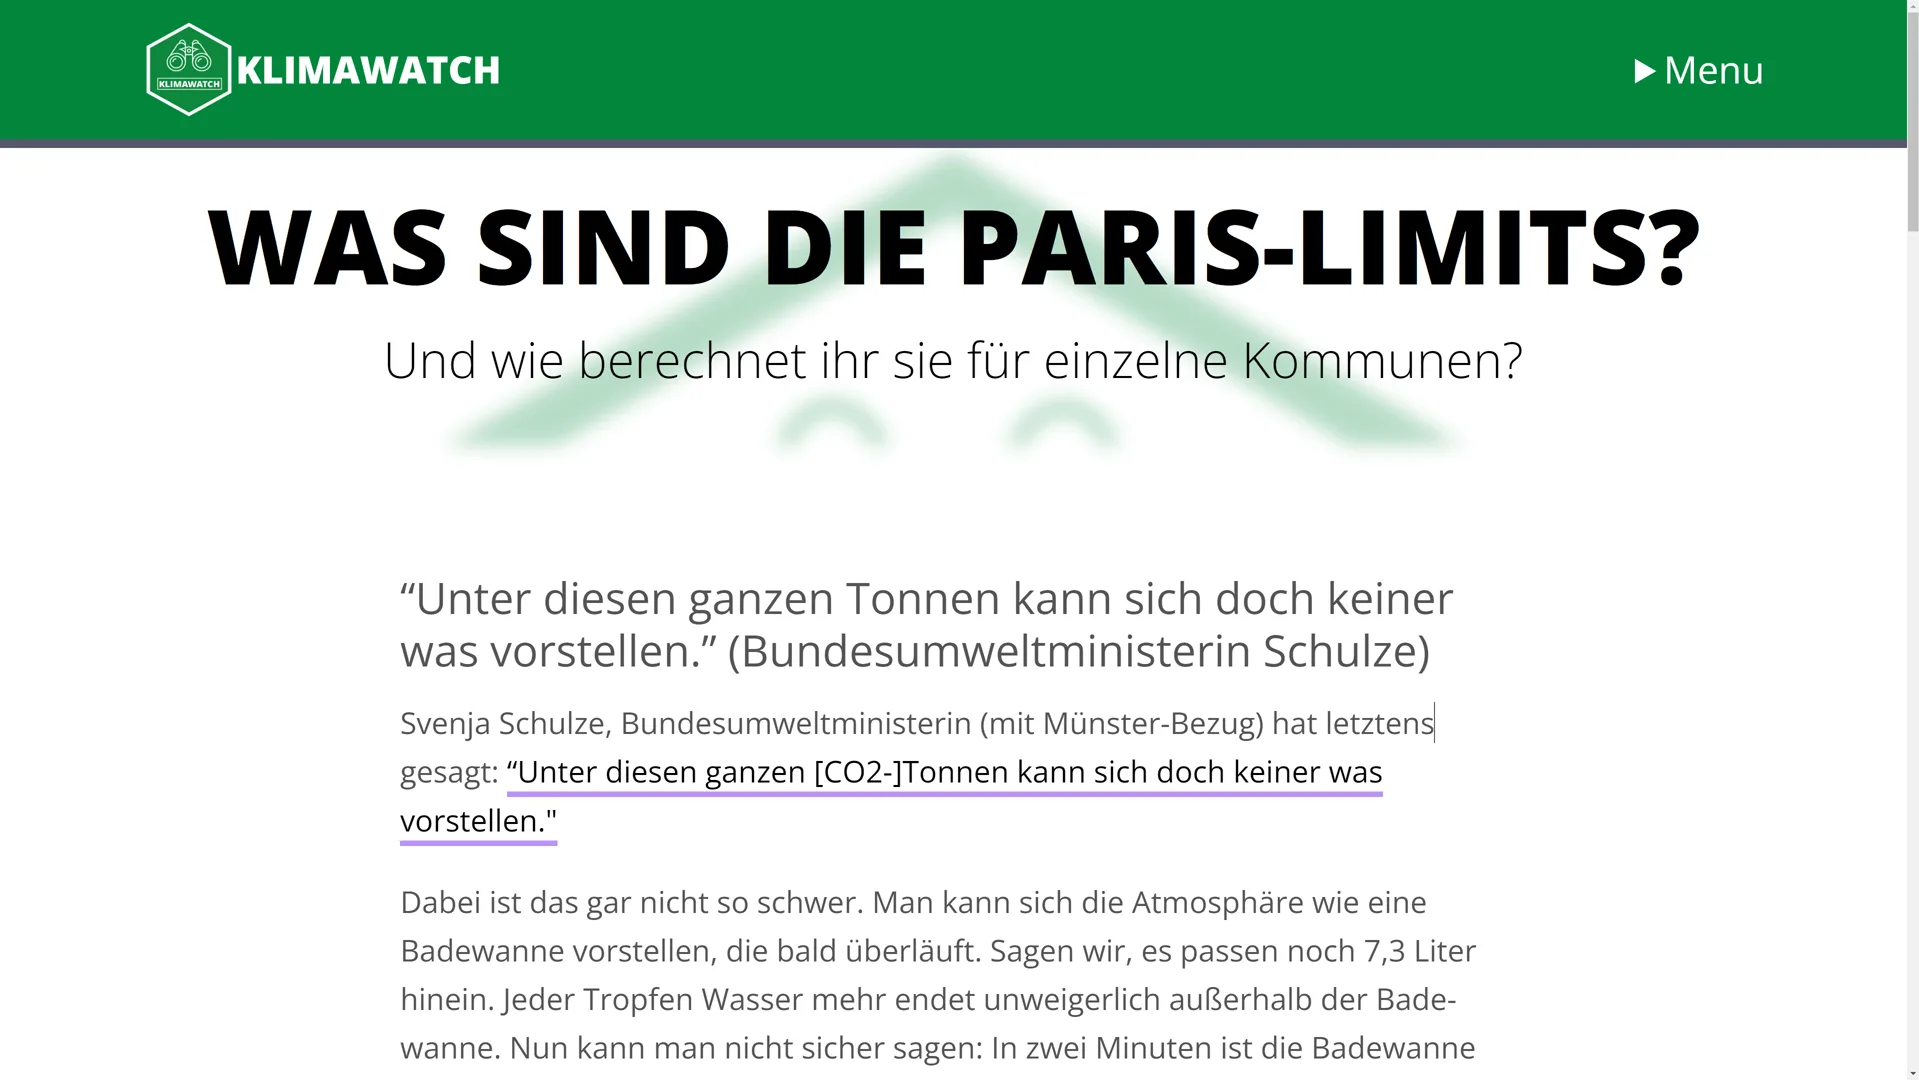 KLIMAWATCH
KLIMAWATCH
Menu
WAS SIND DIE PARIS-LIMITS?
Und wie berechnet ihr sie für einzelne Kommunen?
“Unter diesen ganzen Tonnen kann sich doch keiner
was vorstellen.” (Bundesumweltministerin Schulze)
Svenja Schulze, Bundesumweltministerin (mit Münster-Bezug) hat letztens
gesagt: “Unter diesen ganzen [CO2-]Tonnen kann sich doch keiner was
vorstellen."
Dabei ist das gar nicht so schwer. Man kann sich die Atmosphäre wie eine
Badewanne vorstellen, die bald überläuft. Sagen wir, es passen noch 7,3 Liter
hinein. Jeder Tropfen Wasser mehr endet unweigerlich außerhalb der Bade-
wanne. Nun kann man nicht sicher sagen: In zwei Minuten ist die Badewanne